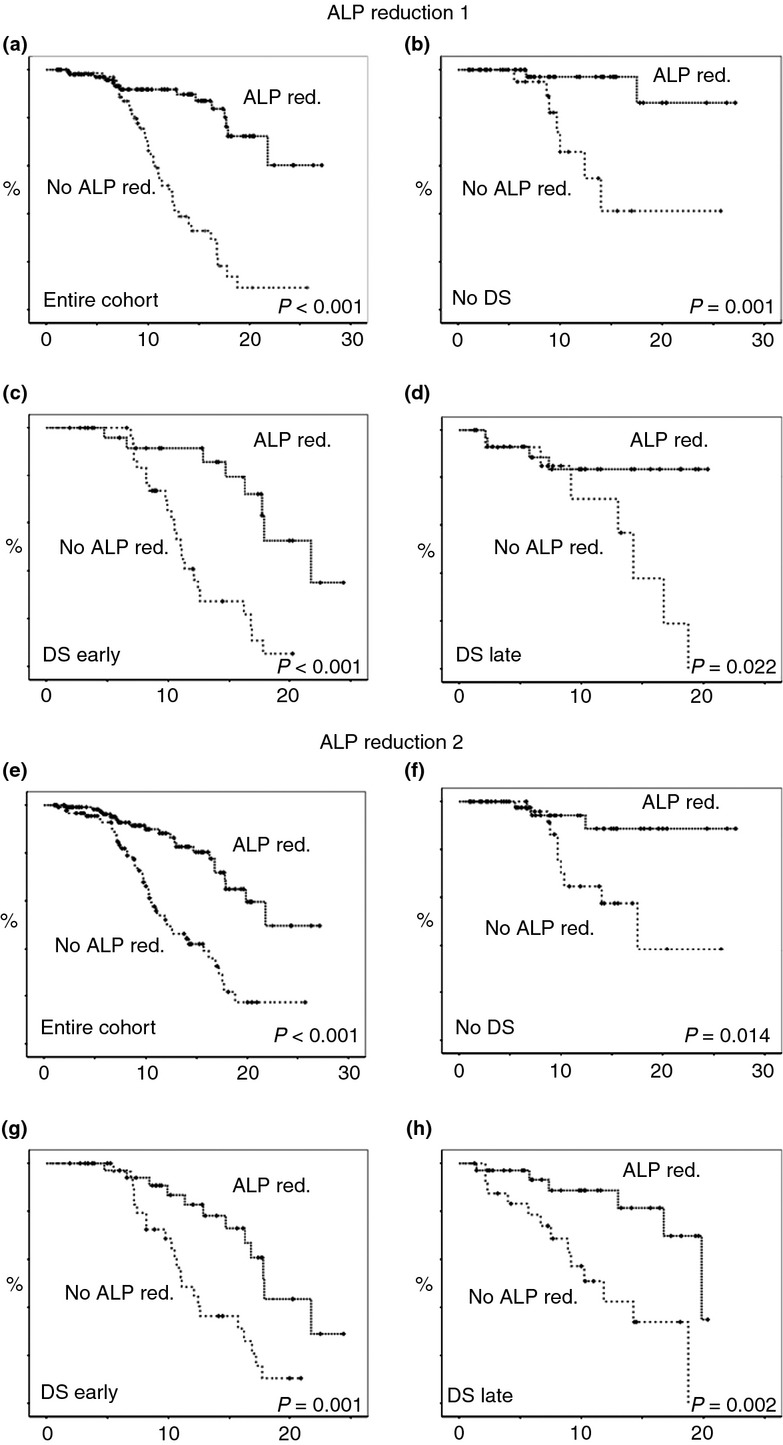 ALP reduction 1
(a)
ALP red.
%
No ALP red.
Entire cohort
P < 0.001
0 10 20 30
(b)
ALP red.
%
No ALP red.
No DS
P = 0.001
0 10 20 30
(c)
ALP red.
%
No ALP red.
DS early
P < 0.001
0 10 20
(d)
ALP red.
%
No ALP red.
DS late
P = 0.022
0 10 20
ALP reduction 2
(e)
ALP red.
%
No ALP red.
Entire cohort
P < 0.001
0 10 20 30
(f)
ALP red.
%
No ALP red.
No DS
P = 0.014
0 10 20 30
(g)
ALP red.
%
No ALP red.
DS early
P = 0.001
0 10 20
(h)
ALP red.
%
No ALP red.
DS late
P = 0.002
0 10 20